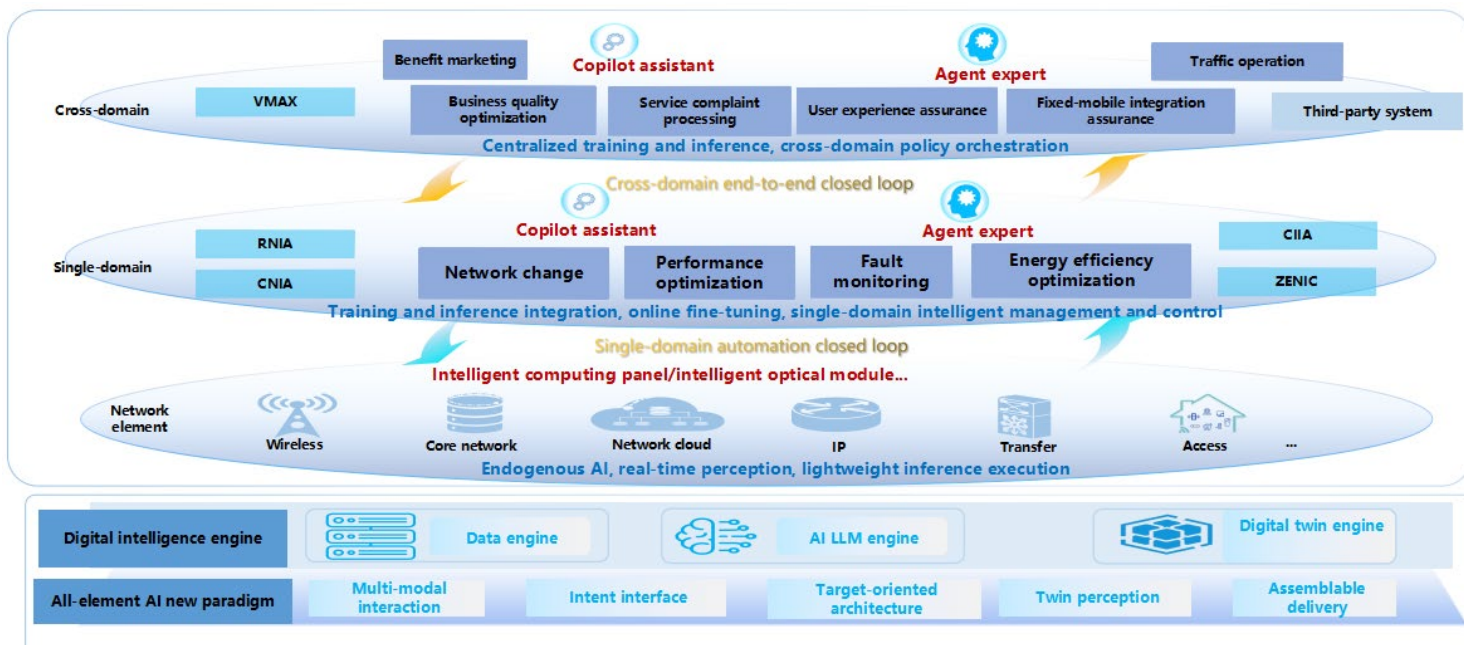 Benefit marketing
Copilot assistant
Agent expert
Traffic operation
Cross-domain
VMAX
Business quality
optimization
Service complaint
processing
User experience assurance
Fixed-mobile integration
assurance
Third-party system
Centralized training and inference, cross-domain policy orchestration
Cross-domain end-to-end closed loop
Copilot assistant
Agent expert
Single-domain
RNIA
CNIA
Network change
Performance
optimization
Fault
monitoring
Energy efficiency
optimization
CIIA
ZENIC
Training and inference integration, online fine-tuning, single-domain intelligent management and control
Single-domain automation closed loop
Intelligent computing panel/intelligent optical module...
Network
element
Wireless
Core network
Network cloud
IP
Transfer
Access
...
Endogenous AI, real-time perception, lightweight inference execution
Digital intelligence engine
Data engine
AI LLM engine
Digital twin engine
All-element AI new paradigm
Multi-modal
interaction
Intent interface
Target-oriented
architecture
Twin perception
Assemblable
delivery